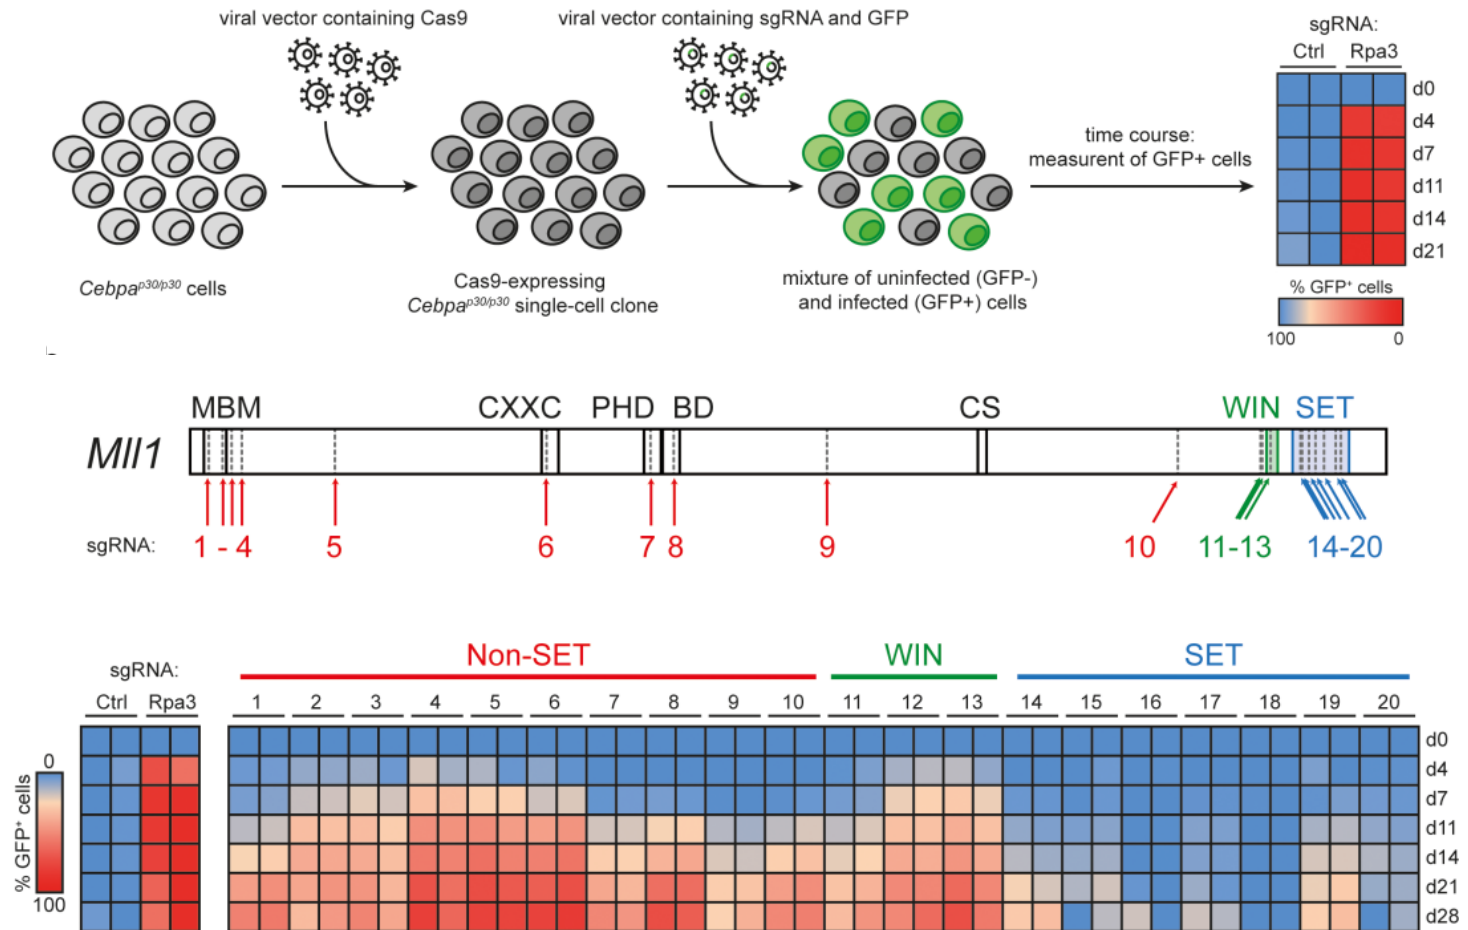 viral vector containing Cas9
viral vector containing sgRNA and GFP
sgRNA:
Ctrl Rpa3
d0
d4
d7
d11
d14
d21
time course:
measurent of GFP+ cells
Cebpa^p30/p30 cells
Cas9-expressing
Cebpa^p30/p30 single-cell clone
mixture of uninfected (GFP-)
and infected (GFP+) cells
% GFP⁺ cells
100 0
MBM CXXC PHD BD CS WIN SET
Mll1
sgRNA: 1 - 4 5 6 7 8 9 10 11-13 14-20
Non-SET WIN SET
sgRNA:
Ctrl Rpa3 1 2 3 4 5 6 7 8 9 10 11 12 13 14 15 16 17 18 19 20
d0
d4
d7
d11
d14
d21
d28
0
% GFP⁺ cells
100